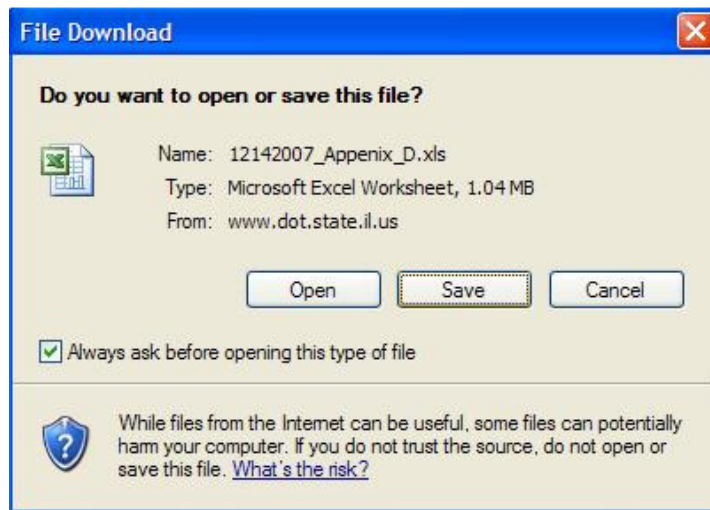 File Download
Do you want to open or save this file?
Name: 12142007_Appenix_D.xls
Type: Microsoft Excel Worksheet, 1.04 MB
From: www.dot.state.il.us
Open Save Cancel
Always ask before opening this type of file
While files from the Internet can be useful, some files can potentially
harm your computer. If you do not trust the source, do not open or
save this file. What's the risk?